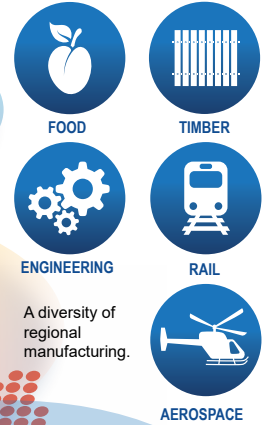 FOOD
TIMBER
ENGINEERING
RAIL
A diversity of
regional
manufacturing.
AEROSPACE